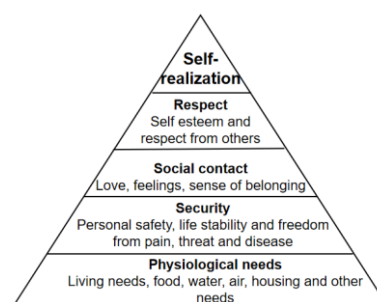 Self-
realization
Respect
Self esteem and
respect from others
Social contact
Love, feelings, sense of belonging
Security
Personal safety, life stability and freedom
from pain, threat and disease
Physiological needs
Living needs, food, water, air, housing and other
needs